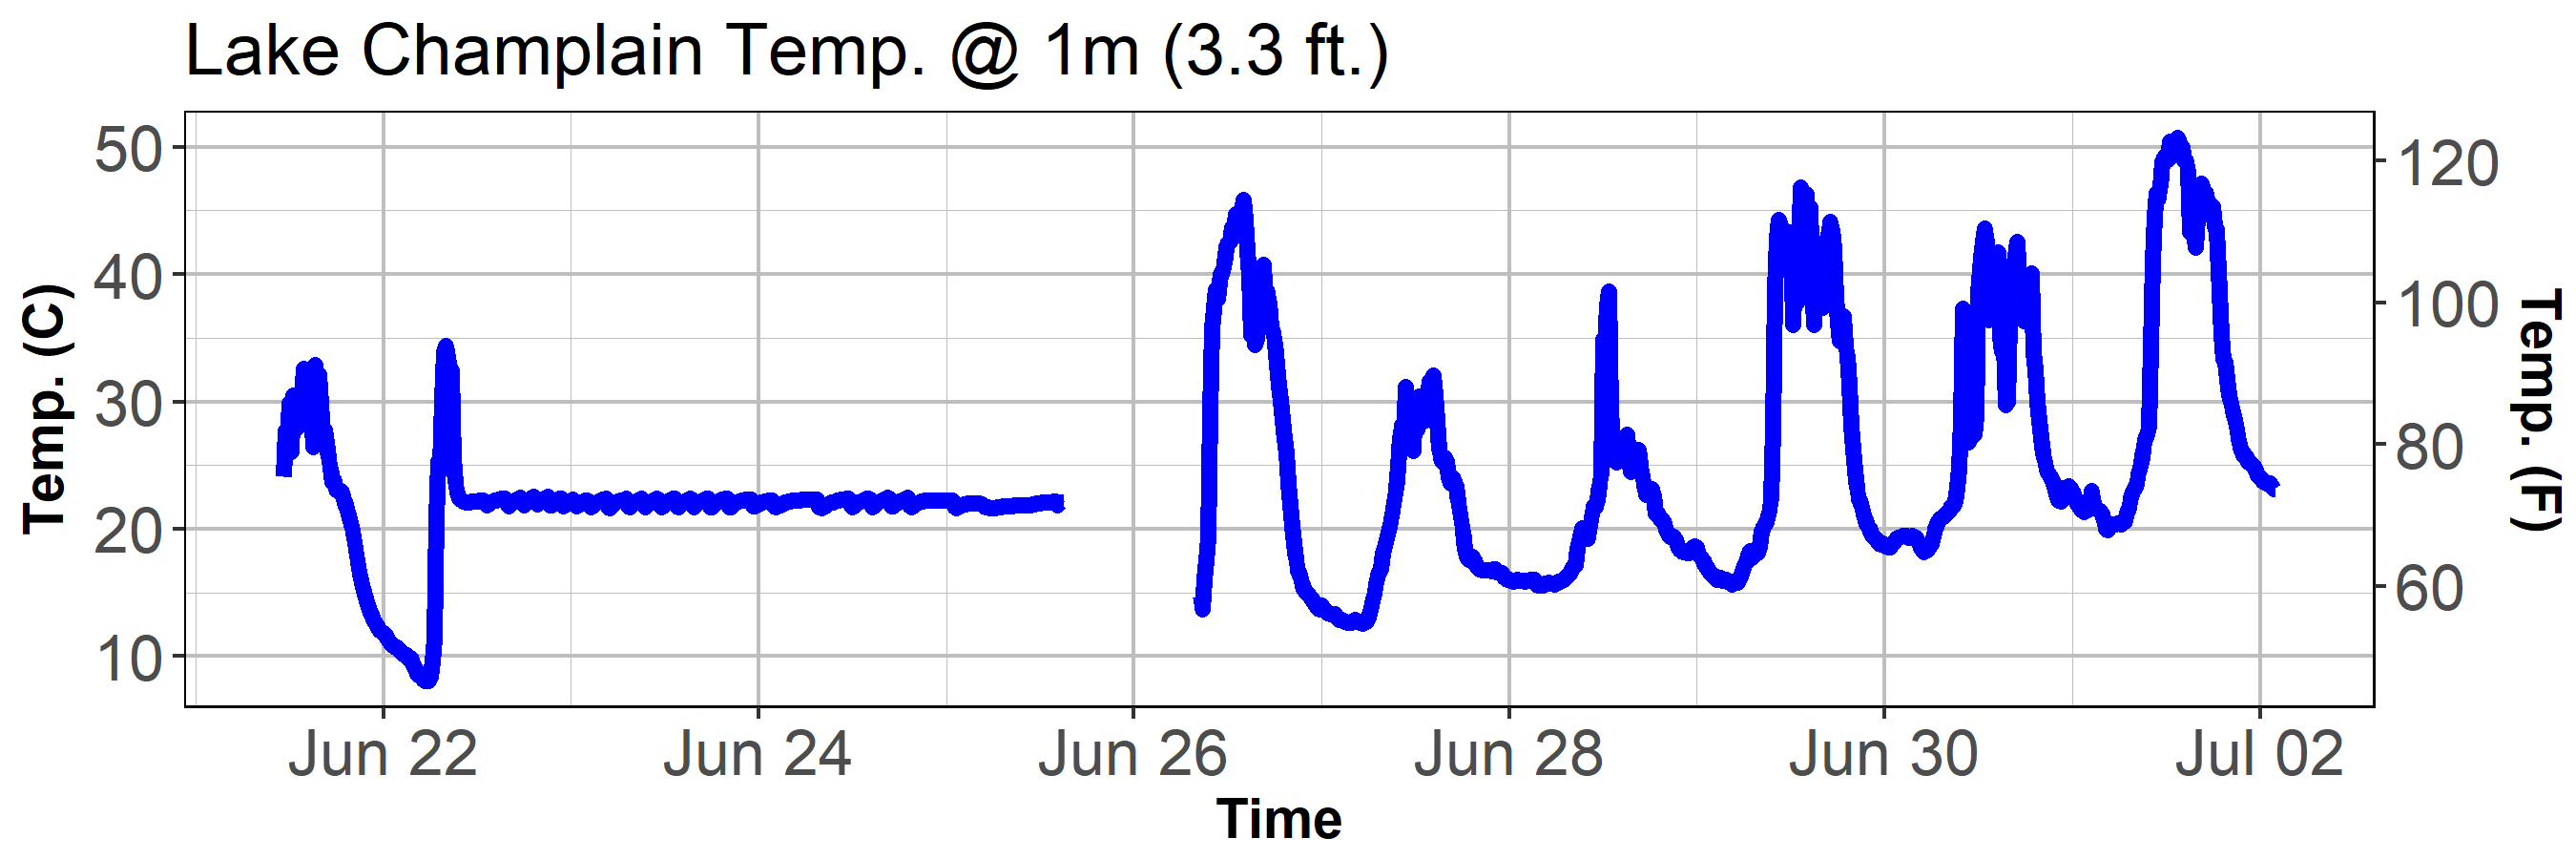 Lake Champlain Temp. @ 1m (3.3 ft.)
50
40
30
20
10
Temp. (C)
120
100
80
60
Temp. (F)
Jun 22 Jun 24 Jun 26 Jun 28 Jun 30 Jul 02
Time